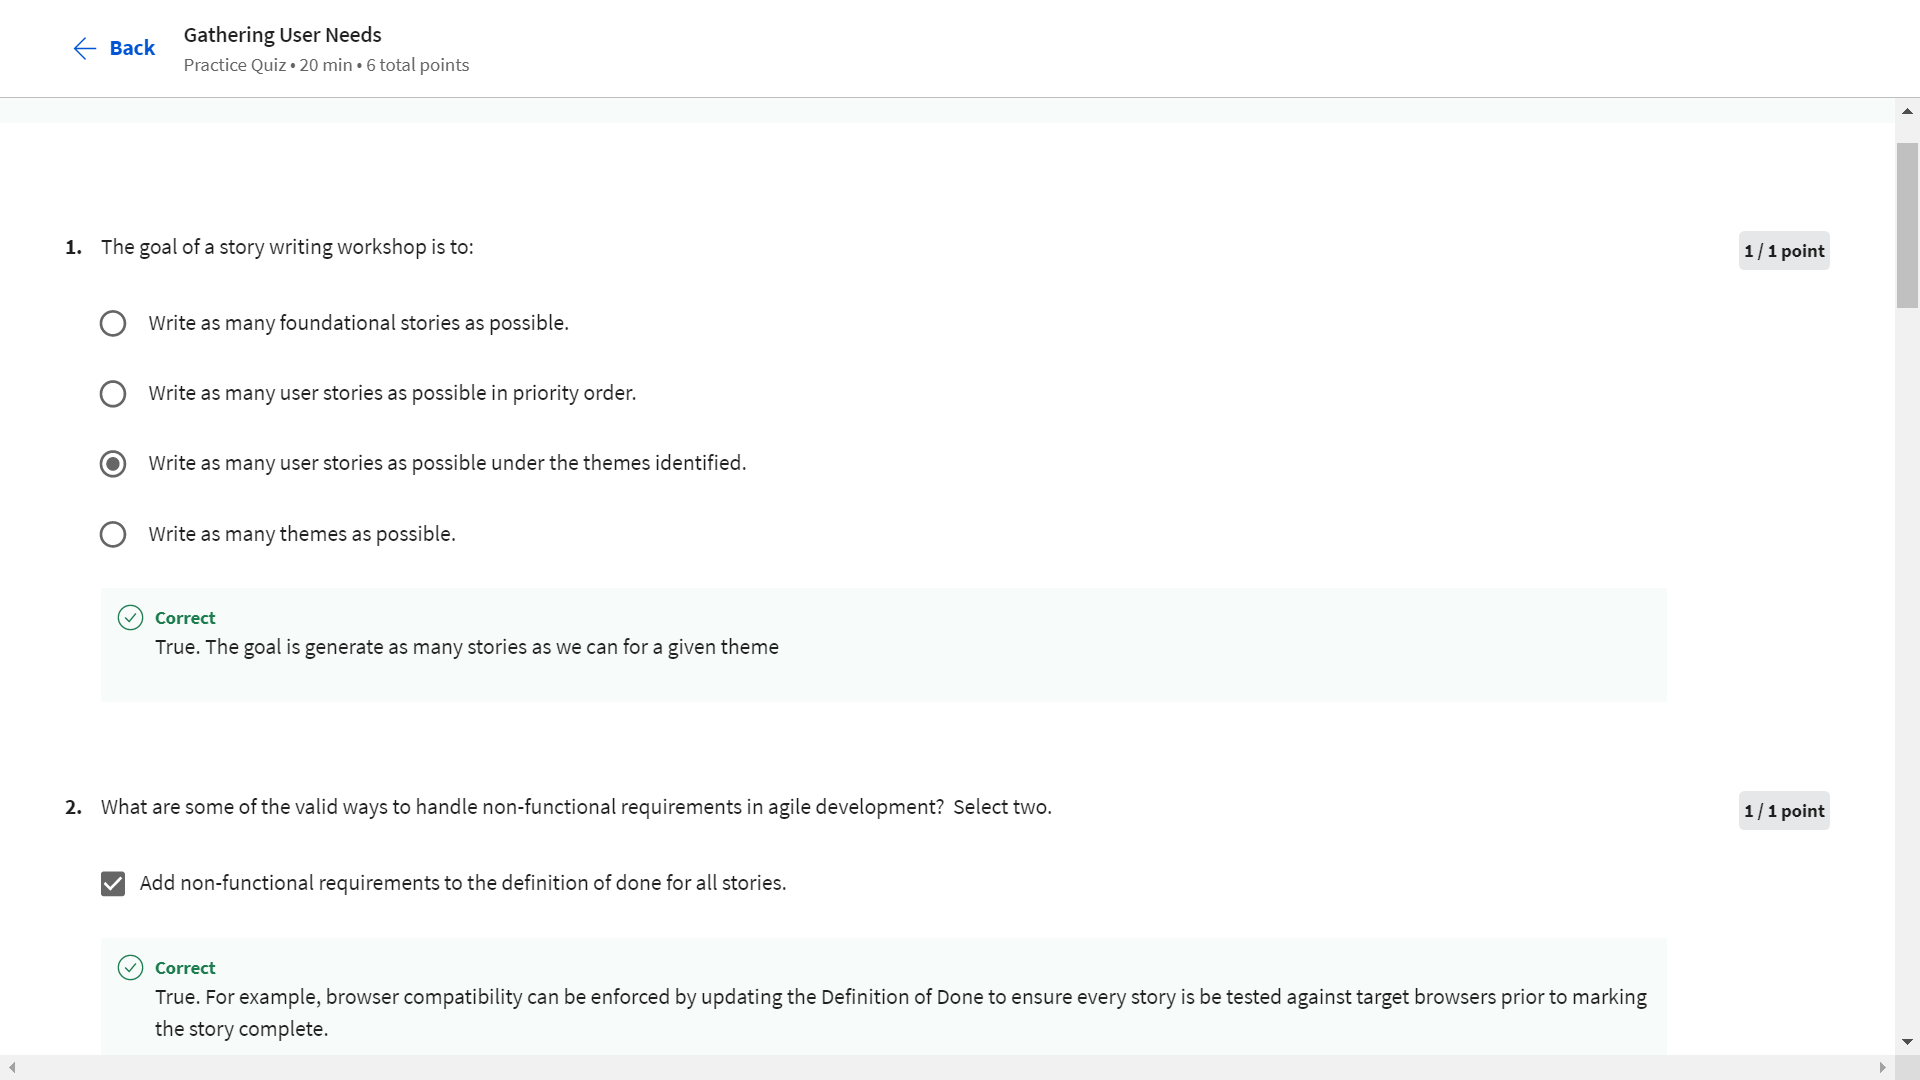 Back
Gathering User Needs
Practice Quiz • 20 min • 6 total points
1. The goal of a story writing workshop is to:
1 / 1 point
Write as many foundational stories as possible.
Write as many user stories as possible in priority order.
Write as many user stories as possible under the themes identified.
Write as many themes as possible.
Correct
True. The goal is generate as many stories as we can for a given theme
2. What are some of the valid ways to handle non-functional requirements in agile development? Select two.
1 / 1 point
Add non-functional requirements to the definition of done for all stories.
Correct
True. For example, browser compatibility can be enforced by updating the Definition of Done to ensure every story is be tested against target browsers prior to marking
the story complete.